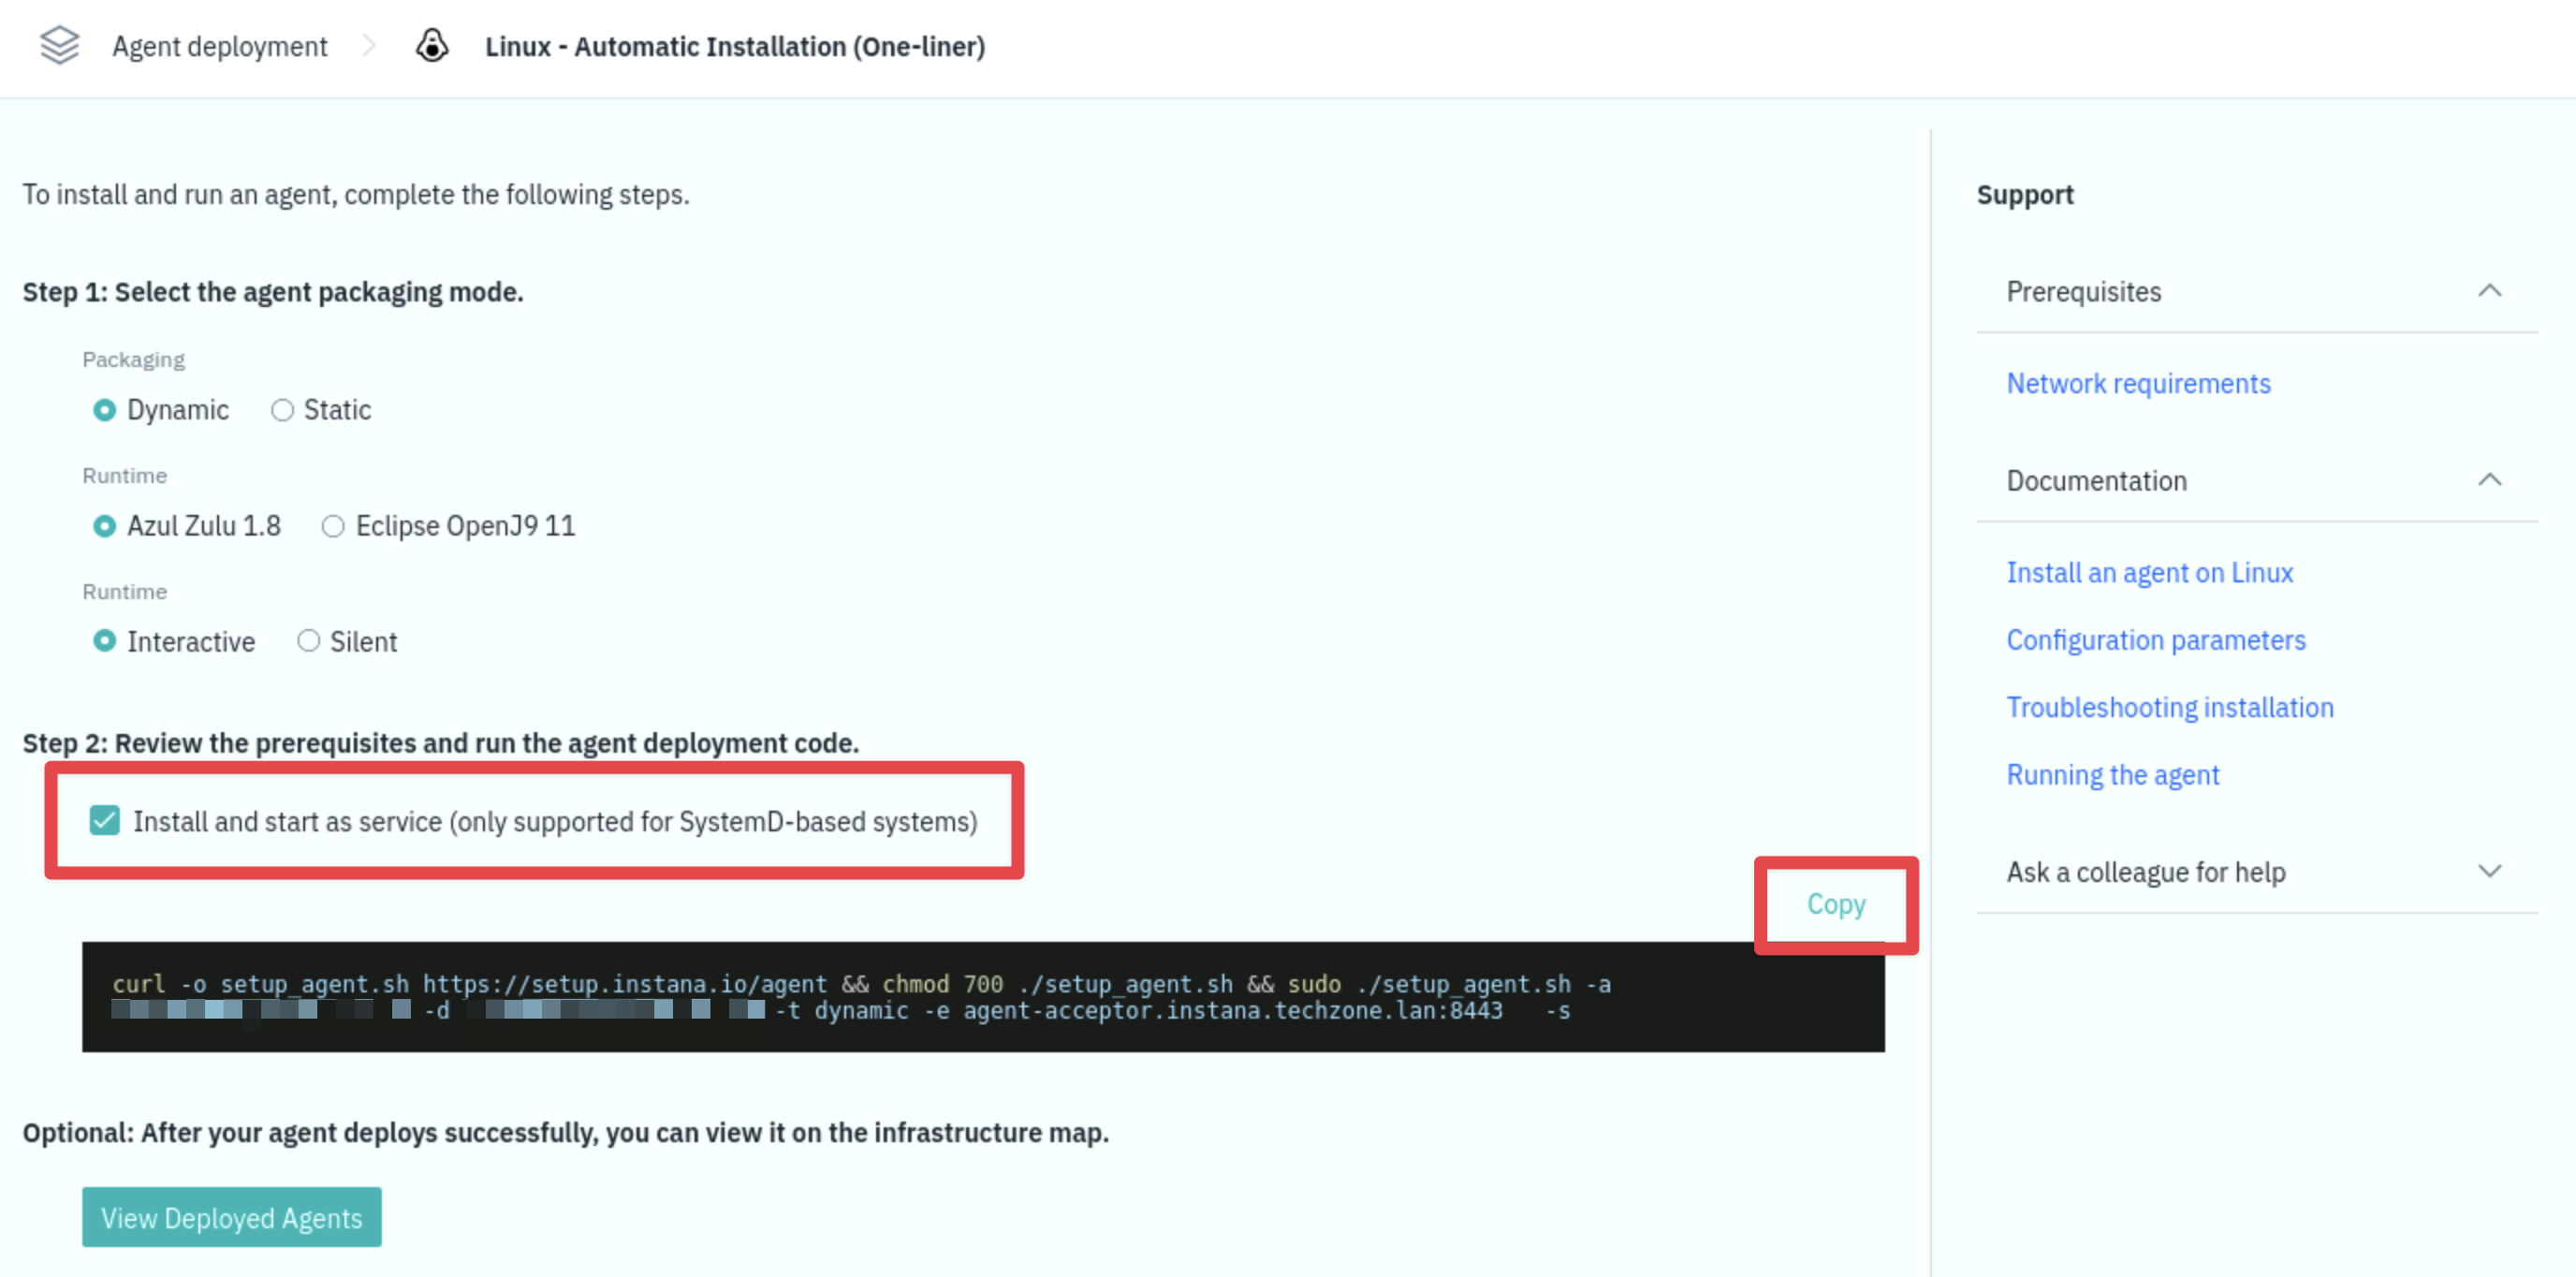 Agent deployment
Linux - Automatic Installation (One-liner)
To install and run an agent, complete the following steps.
Step 1: Select the agent packaging mode.
Packaging
Dynamic Static
Runtime
Azul Zulu 1.8 Eclipse OpenJ9 11
Runtime
Interactive Silent
Step 2: Review the prerequisites and run the agent deployment code.
Install and start as service (only supported for SystemD-based systems)
Copy
curl -o setup_agent.sh https://setup.instana.io/agent && chmod 700 ./setup_agent.sh && sudo ./setup_agent.sh -a
-d -t dynamic -e agent-acceptor.instana.techzone.lan:8443 -s
Optional: After your agent deploys successfully, you can view it on the infrastructure map.
View Deployed Agents
Support
Prerequisites
Network requirements
Documentation
Install an agent on Linux
Configuration parameters
Troubleshooting installation
Running the agent
Ask a colleague for help